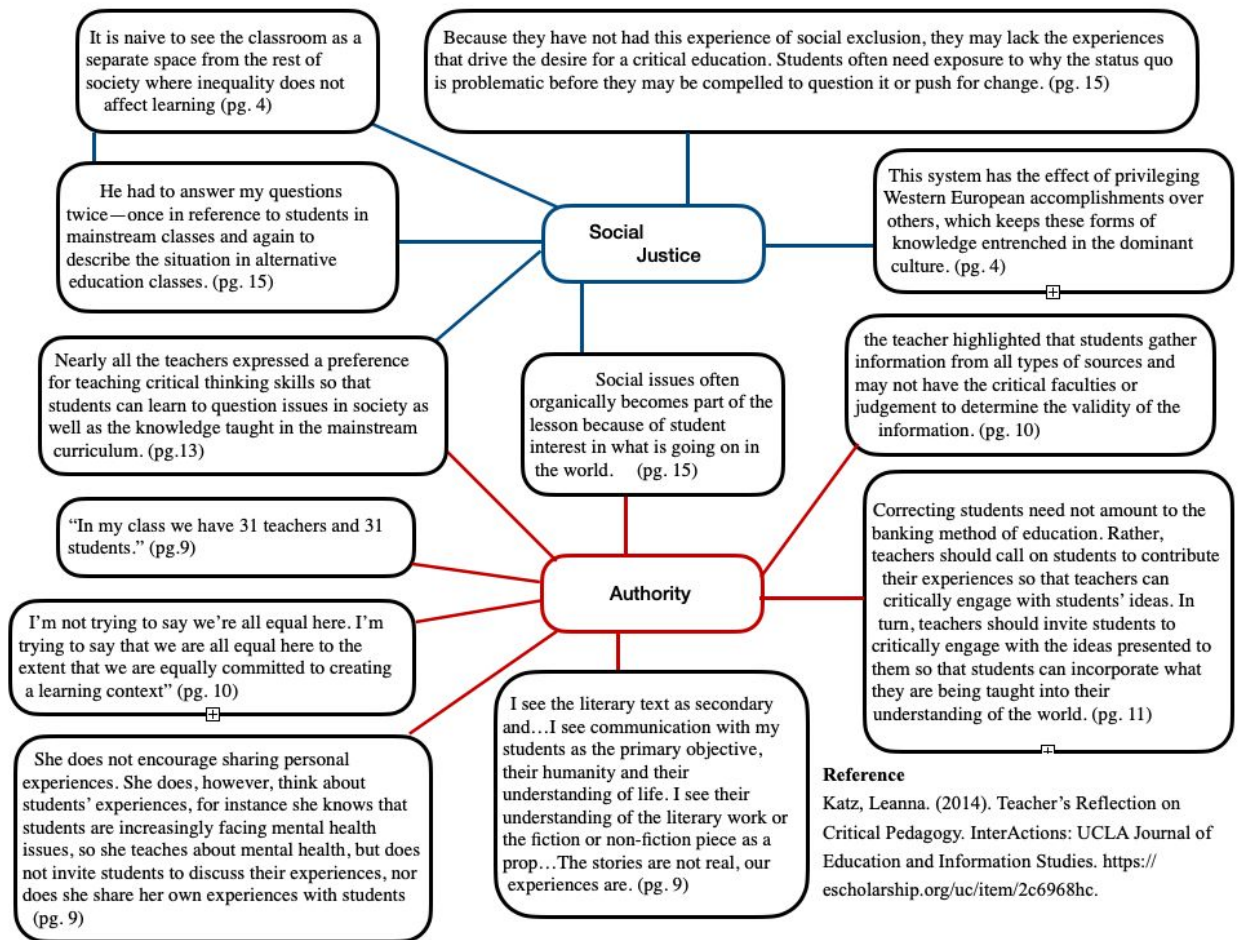 It is naive to see the classroom as a
separate space from the rest of
society where inequality does not
affect learning (pg. 4)
Because they have not had this experience of social exclusion, they may lack the experiences
that drive the desire for a critical education. Students often need exposure to why the status quo
is problematic before they may be compelled to question it or push for change. (pg. 15)
He had to answer my questions
twice—once in reference to students in
mainstream classes and again to
describe the situation in alternative
education classes. (pg. 15)
Social
Justice
This system has the effect of privileging
Western European accomplishments over
others, which keeps these forms of
knowledge entrenched in the dominant
culture. (pg. 4)
Nearly all the teachers expressed a preference
for teaching critical thinking skills so that
students can learn to question issues in society as
well as the knowledge taught in the mainstream
curriculum. (pg.13)
Social issues often
organically becomes part of the
lesson because of student
interest in what is going on in
the world. (pg. 15)
the teacher highlighted that students gather
information from all types of sources and
may not have the critical faculties or
judgement to determine the validity of the
information. (pg. 10)
“In my class we have 31 teachers and 31
students.” (pg.9)
Authority
Correcting students need not amount to the
banking method of education. Rather,
teachers should call on students to contribute
their experiences so that teachers can
critically engage with students’ ideas. In
turn, teachers should invite students to
critically engage with the ideas presented to
them so that students can incorporate what
they are being taught into their
understanding of the world. (pg. 11)
I’m not trying to say we’re all equal here. I’m
trying to say that we are all equal here to the
extent that we are equally committed to creating
a learning context” (pg. 10)
She does not encourage sharing personal
experiences. She does, however, think about
students’ experiences, for instance she knows that
students are increasingly facing mental health
issues, so she teaches about mental health, but does
not invite students to discuss their experiences, nor
does she share her own experiences with students
(pg. 9)
I see the literary text as secondary
and…I see communication with my
students as the primary objective,
their humanity and their
understanding of life. I see their
understanding of the literary work or
the fiction or non-fiction piece as a
prop…The stories are not real, our
experiences are. (pg. 9)
Reference
Katz, Leanna. (2014). Teacher’s Reflection on
Critical Pedagogy. InterActions: UCLA Journal of
Education and Information Studies. https://
escholarship.org/uc/item/2c6968hc.